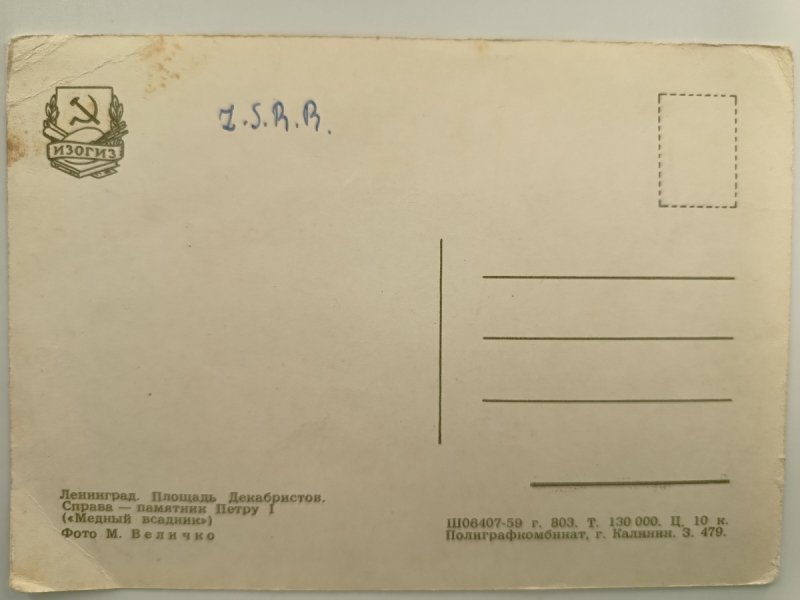 ИЗОГИЗ
Z.S.R.R.
Ленинград. Площадь Декабристов.
Справа — памятник Петру I
(«Медный всадник»)
Фото М. Величко
Ш06407-59 г. 803. Т. 130 000. Ц. 10 к.
Полиграфкомбинат, г. Калинин. З. 479.